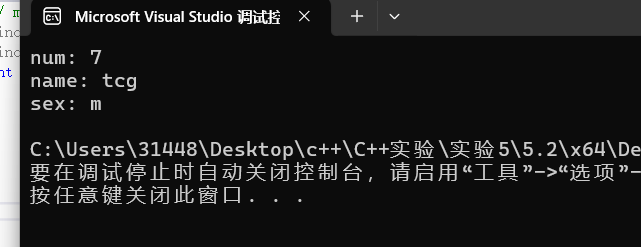 Microsoft Visual Studio 调试控
num: 7
name: tcg
sex: m
C:\Users\31448\Desktop\c++\C++实验\实验5\5.2\x64\De
要在调试停止时自动关闭控制台，请启用“工具”->“选项”-
按任意键关闭此窗口. . .